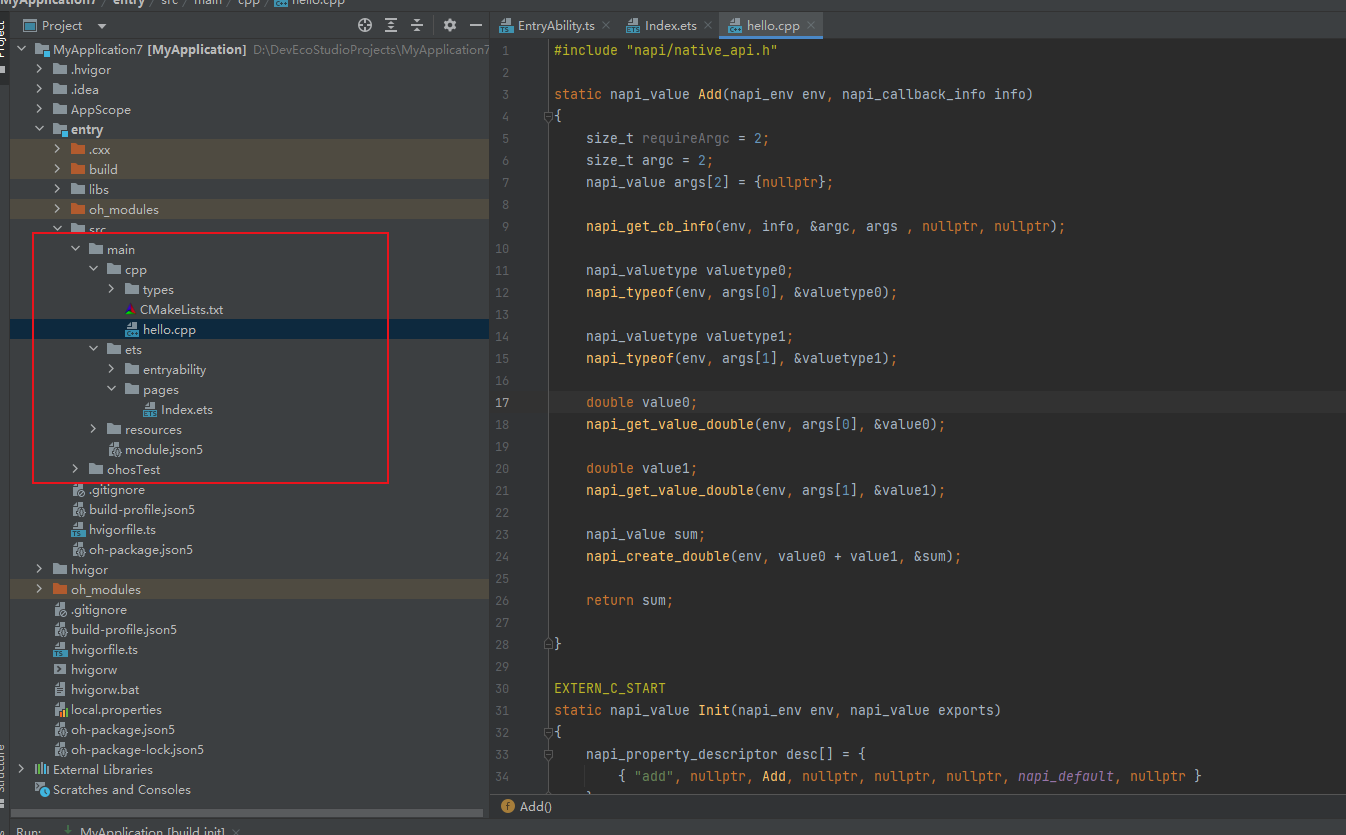 MyApplication7 entry src main cpp hello.cpp
Project
MyApplication7 [MyApplication] D:\DevEcoStudioProjects\MyApplication7
.hvigor
.idea
AppScope
entry
.cxx
build
libs
oh_modules
src
main
cpp
types
CMakeLists.txt
hello.cpp
ets
entryability
pages
Index.ets
resources
module.json5
ohosTest
.gitignore
build-profile.json5
hvigorfile.ts
oh-package.json5
hvigor
oh_modules
.gitignore
build-profile.json5
hvigorfile.ts
hvigorw
hvigorw.bat
local.properties
oh-package.json5
oh-package-lock.json5
External Libraries
Scratches and Consoles
Project
Structure
EntryAbility.ts Index.ets hello.cpp
1 #include "napi/native_api.h"
2
3 static napi_value Add(napi_env env, napi_callback_info info)
4 {
5 size_t requireArgc = 2;
6 size_t argc = 2;
7 napi_value args[2] = {nullptr};
8
9 napi_get_cb_info(env, info, &argc, args , nullptr, nullptr);
10
11 napi_valuetype valuetype0;
12 napi_typeof(env, args[0], &valuetype0);
13
14 napi_valuetype valuetype1;
15 napi_typeof(env, args[1], &valuetype1);
16
17 double value0;
18 napi_get_value_double(env, args[0], &value0);
19
20 double value1;
21 napi_get_value_double(env, args[1], &value1);
22
23 napi_value sum;
24 napi_create_double(env, value0 + value1, &sum);
25
26 return sum;
27
28 }
29
30 EXTERN_C_START
31 static napi_value Init(napi_env env, napi_value exports)
32 {
33 napi_property_descriptor desc[] = {
34 { "add", nullptr, Add, nullptr, nullptr, nullptr, napi_default, nullptr }
f Add()
Run: MyApplication [build init]